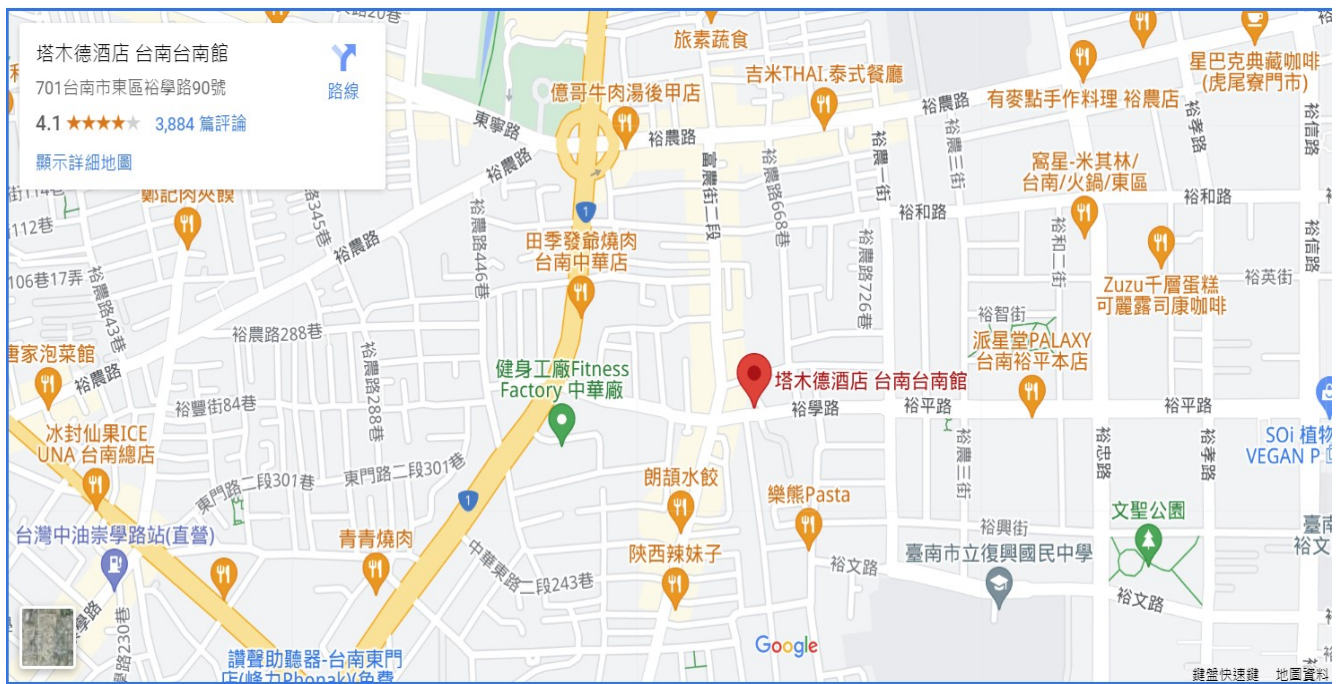 塔木德酒店 台南台南館
701台南市東區裕學路90號
4.1
3,884 篇評論
路線
顯示詳細地圖
旅素蔬食
星巴克典藏咖啡
(虎尾寮門市)
吉米THAI.泰式餐廳
億哥牛肉湯後甲店
有麥點手作料理 裕農店
裕農路
東寧路
裕農路
裕農路
裕孝路
裕信路
富農街二段
裕農路668巷
裕農一街
裕農三街
窩星-米其林/
台南/火鍋/東區
鄭記肉夾饃
裕和路
裕和路
1
112巷
裕農路446巷
田季發爺燒肉
台南中華店
裕農路
裕和二街
裕信路
106巷17弄
裕農路43巷
裕農路726巷
裕英街
Zuzu千層蛋糕
可麗露司康咖啡
裕農路288巷
裕智街
唐家泡菜館
裕農路
裕農路288巷
健身工廠Fitness
Factory 中華廠
塔木德酒店 台南台南館
派星堂PALAXY
台南裕平本店
裕豐街84巷
裕學路
裕平路
裕平路
冰封仙果ICE
UNA 台南總店
東門路二段301巷
東門路二段301巷
裕農三街
裕忠路
裕孝路
SOi 植物
VEGAN P
1
朗頡水餃
樂熊Pasta
文聖公園
台灣中油崇學路站(直營)
青青燒肉
中華東路二段243巷
陝西辣妹子
裕興街
臺南市立復興國民中學
裕文路
裕文路
讚聲助聽器-台南東門
店(峰力Phonak)(免費
Google
鍵盤快速鍵
地圖資料